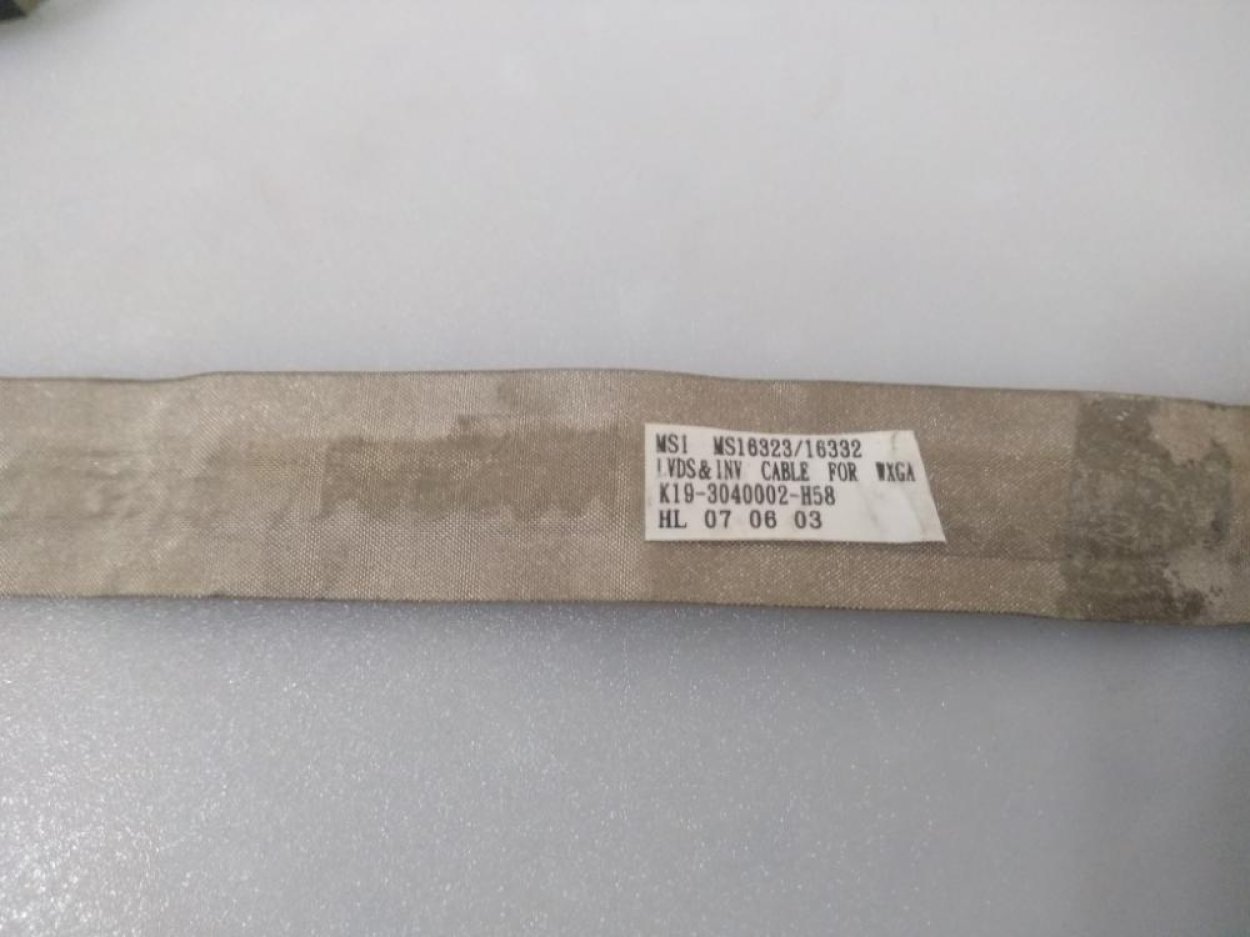 MSI MS16323/16332
LVDS&INV CABLE FOR WXGA
K19-3040002-H58
HL 07 06 03